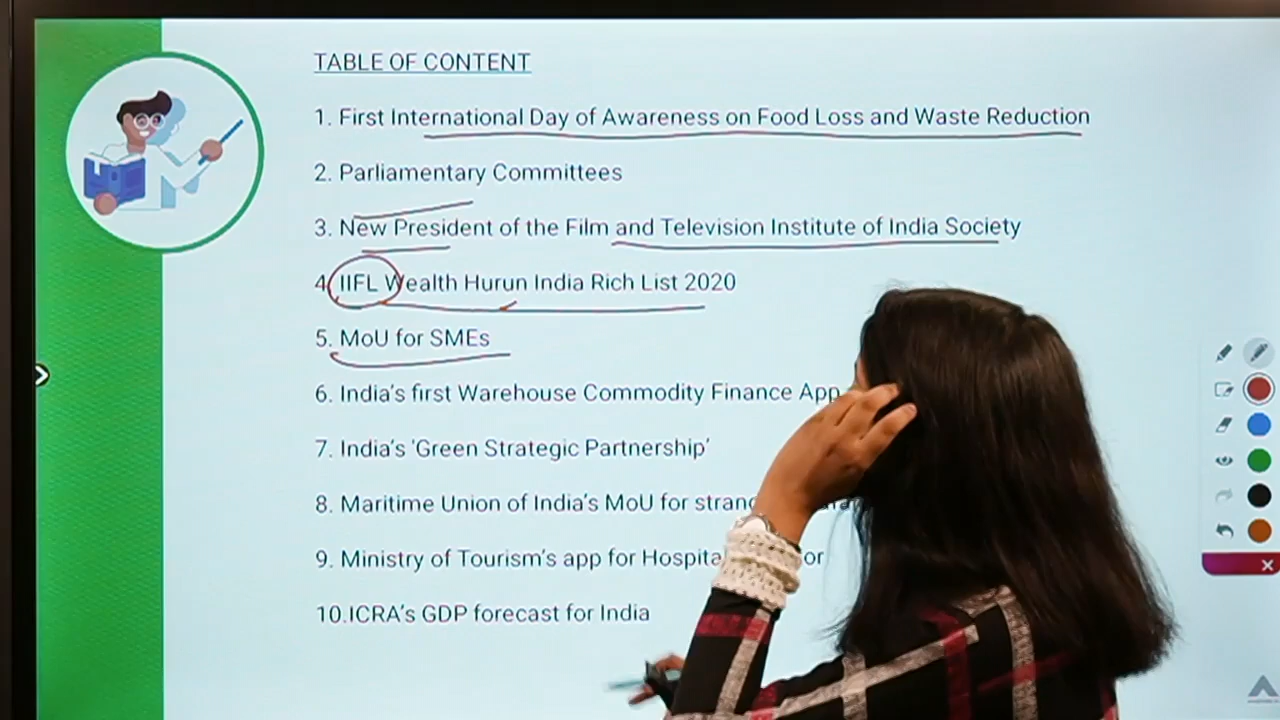 TABLE OF CONTENT
1. First International Day of Awareness on Food Loss and Waste Reduction
2. Parliamentary Committees
3. New President of the Film and Television Institute of India Society
4 IIFL Wealth Hurun India Rich List 2020
5. MoU for SMEs
6. India's first Warehouse Commodity Finance App
7. India's 'Green Strategic Partnership'
8. Maritime Union of India's MoU for
9. Ministry of Tourism's app for
10.ICRA's GDP forecast for India